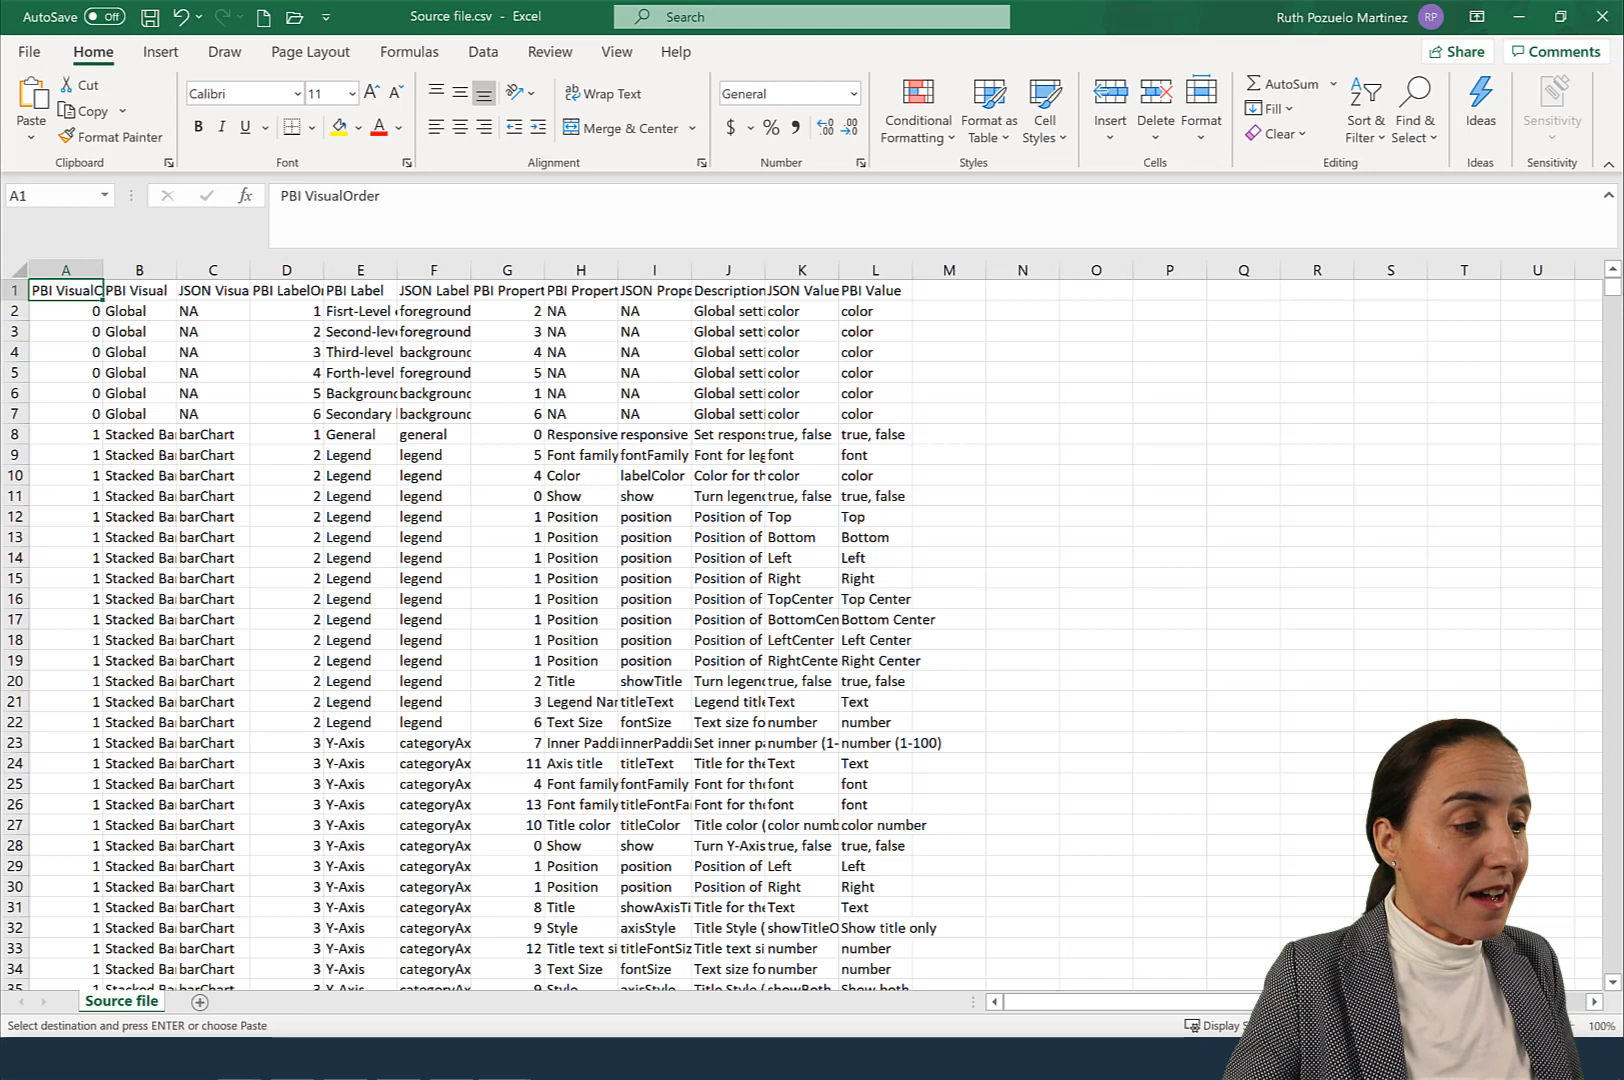 AutoSave Off Source file.csv - Excel Search Ruth Pozuelo Martinez RP
File Home Insert Draw Page Layout Formulas Data Review View Help Share Comments
Paste Cut Copy Format Painter Clipboard
Calibri 11 B I U Font
Wrap Text Merge & Center Alignment
General $ % Number
Conditional Formatting Format as Table Cell Styles Styles
Insert Delete Format Cells
AutoSum Fill Clear Sort & Filter Find & Select Editing
Ideas Ideas
Sensitivity Sensitivity
A1 fx PBI VisualOrder
A B C D E F G H I J K L M N O P Q R S T U
1 PBI VisualO PBI Visual JSON Visua PBI LabelOr PBI Label JSON Label PBI Propert PBI Propert JSON Prope Description JSON Value PBI Value
2 0 Global NA 1 Fisrt-Level foreground 2 NA NA Global setti color color
3 0 Global NA 2 Second-leve foreground 3 NA NA Global setti color color
4 0 Global NA 3 Third-level background 4 NA NA Global setti color color
5 0 Global NA 4 Forth-level foreground 5 NA NA Global setti color color
6 0 Global NA 5 Background background 1 NA NA Global setti color color
7 0 Global NA 6 Secondary background 6 NA NA Global setti color color
8 1 Stacked Ba barChart 1 General general 0 Responsive responsive Set respons true, false true, false
9 1 Stacked Ba barChart 2 Legend legend 5 Font family fontFamily Font for leg font font
10 1 Stacked Ba barChart 2 Legend legend 4 Color labelColor Color for th color color
11 1 Stacked Ba barChart 2 Legend legend 0 Show show Turn legen true, false true, false
12 1 Stacked Ba barChart 2 Legend legend 1 Position position Position of Top Top
13 1 Stacked Ba barChart 2 Legend legend 1 Position position Position of Bottom Bottom
14 1 Stacked Ba barChart 2 Legend legend 1 Position position Position of Left Left
15 1 Stacked Ba barChart 2 Legend legend 1 Position position Position of Right Right
16 1 Stacked Ba barChart 2 Legend legend 1 Position position Position of TopCenter Top Center
17 1 Stacked Ba barChart 2 Legend legend 1 Position position Position of BottomCen Bottom Center
18 1 Stacked Ba barChart 2 Legend legend 1 Position position Position of LeftCenter Left Center
19 1 Stacked Ba barChart 2 Legend legend 1 Position position Position of RightCente Right Center
20 1 Stacked Ba barChart 2 Legend legend 2 Title showTitle Turn legen true, false true, false
21 1 Stacked Ba barChart 2 Legend legend 3 Legend Nar titleText Legend title Text Text
22 1 Stacked Ba barChart 2 Legend legend 6 Text Size fontSize Text size fo number number
23 1 Stacked Ba barChart 3 Y-Axis categoryAx 7 Inner Paddi innerPaddi Set inner pa number (1- number (1-100)
24 1 Stacked Ba barChart 3 Y-Axis categoryAx 11 Axis title titleText Title for the Text Text
25 1 Stacked Ba barChart 3 Y-Axis categoryAx 4 Font family fontFamily Font for the font font
26 1 Stacked Ba barChart 3 Y-Axis categoryAx 13 Font family titleFontFa Font for the font font
27 1 Stacked Ba barChart 3 Y-Axis categoryAx 10 Title color titleColor Title color ( color numb color number
28 1 Stacked Ba barChart 3 Y-Axis categoryAx 0 Show show Turn Y-Axis true, false true, false
29 1 Stacked Ba barChart 3 Y-Axis categoryAx 1 Position position Position of Left Left
30 1 Stacked Ba barChart 3 Y-Axis categoryAx 1 Position position Position of Right Right
31 1 Stacked Ba barChart 3 Y-Axis categoryAx 8 Title showAxisTi Title for the Text Text
32 1 Stacked Ba barChart 3 Y-Axis categoryAx 9 Style axisStyle Title Style ( showTitleO Show title only
33 1 Stacked Ba barChart 3 Y-Axis categoryAx 12 Title text si titleFontSiz Title text si number number
34 1 Stacked Ba barChart 3 Y-Axis categoryAx 3 Text Size fontSize Text size fo number number
35 1 Stacked Ba barChart 3 Y-Axis categoryAx 9 Style axisStyle Title Style ( showBoth Show both
Source file
Select destination and press ENTER or choose Paste Display 100%